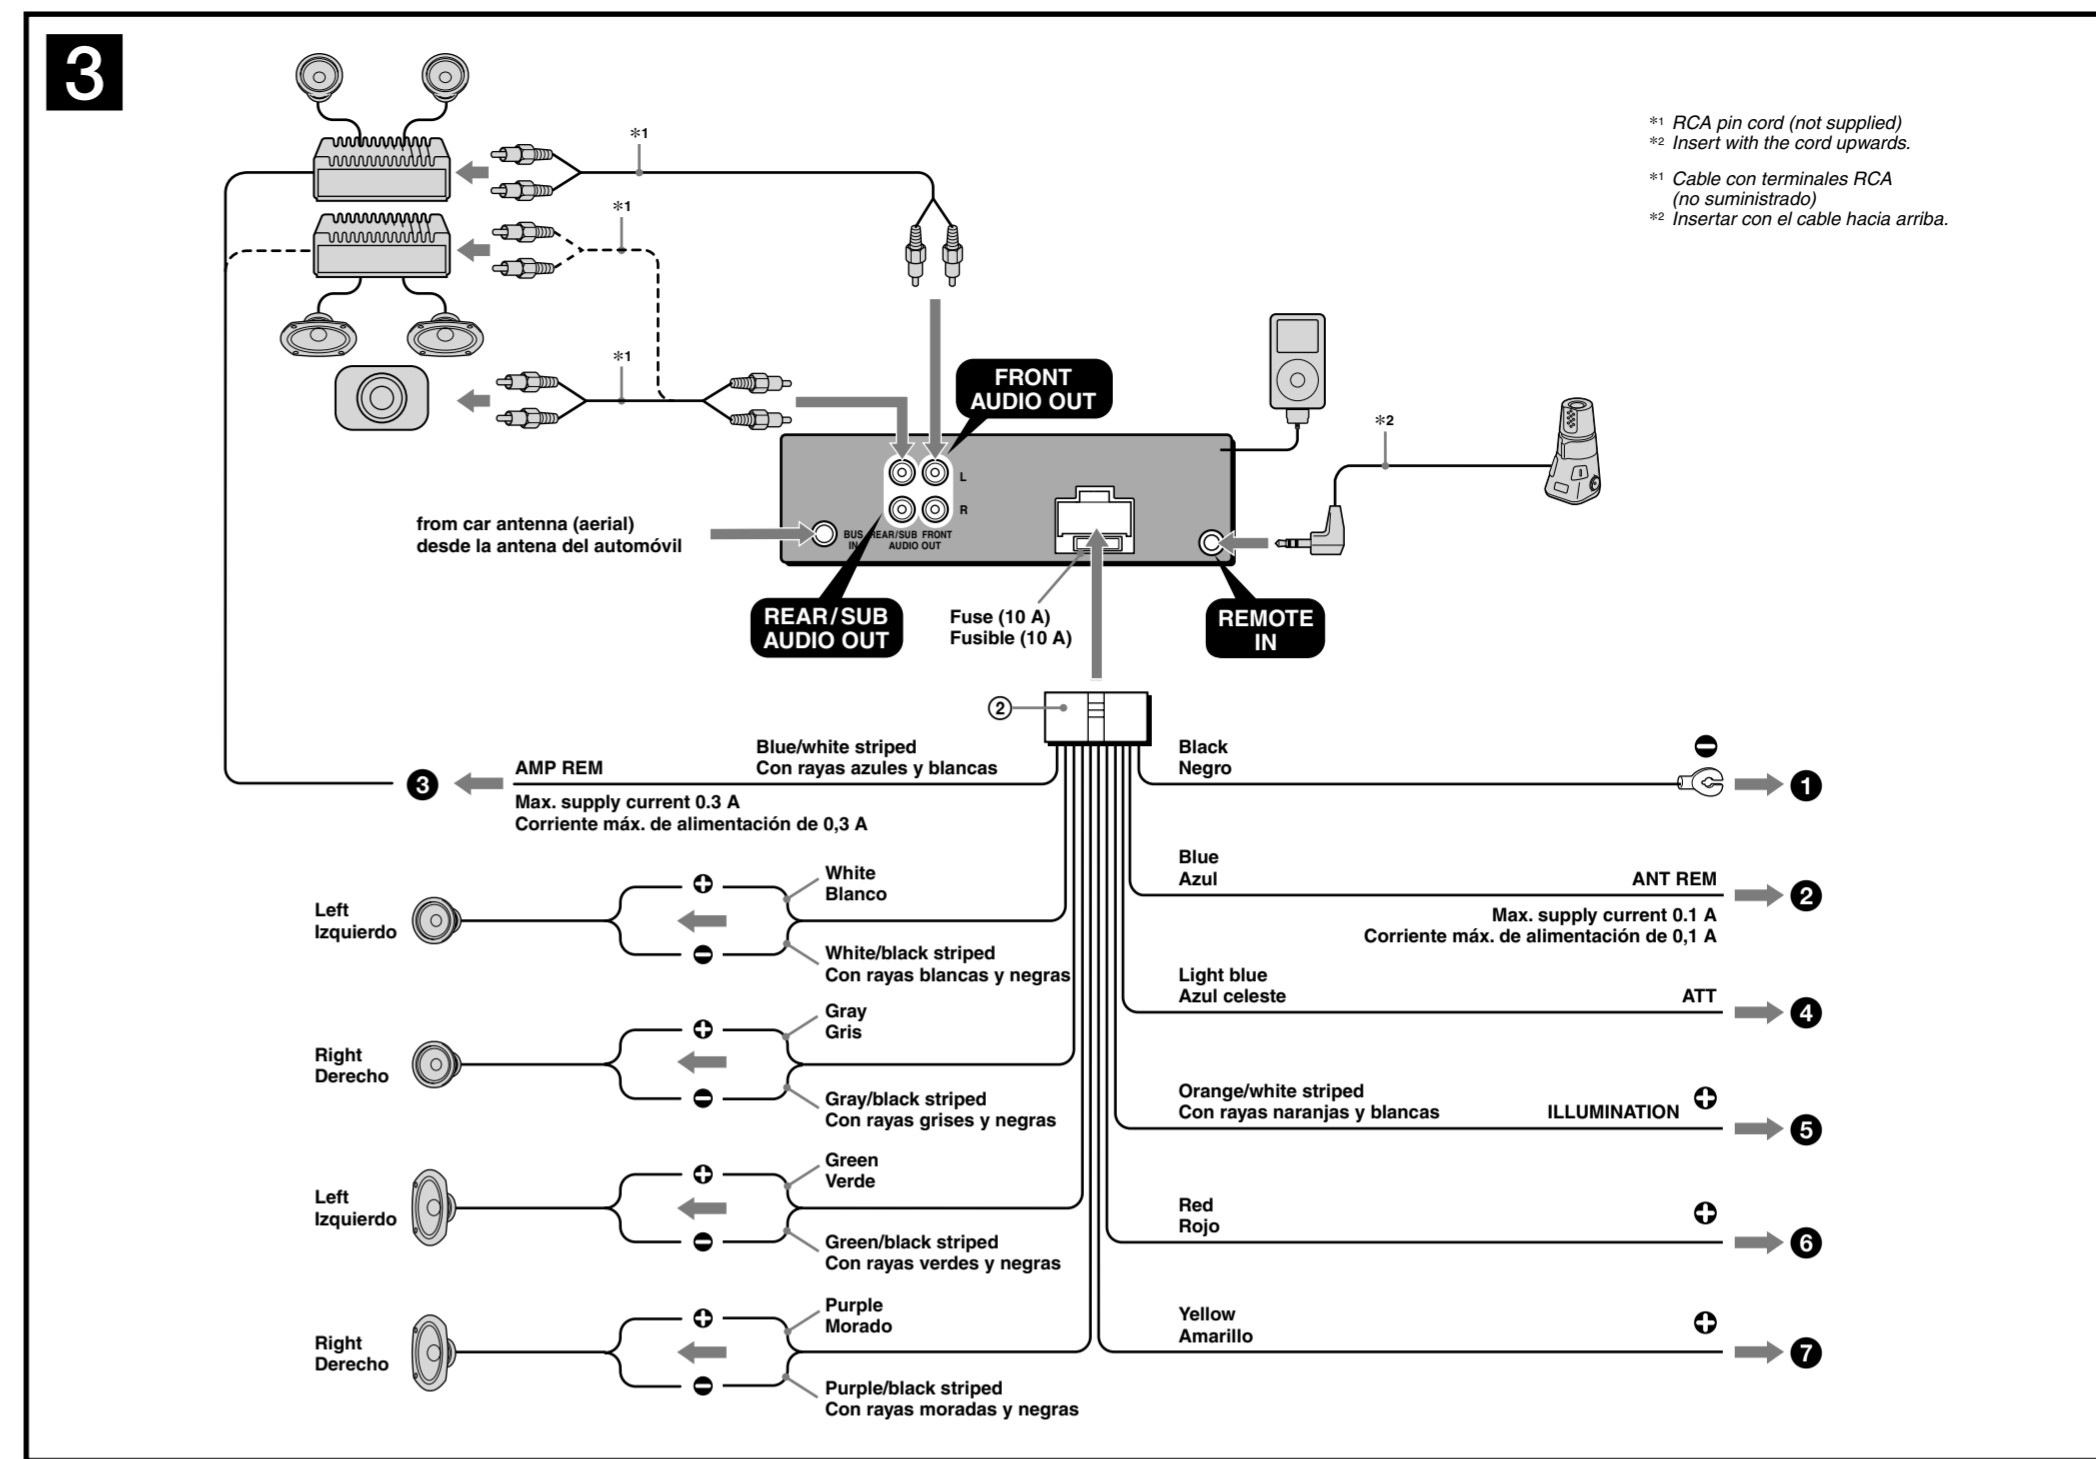 3
*1
*1
*1
*1 RCA pin cord (not supplied)
*2 Insert with the cord upwards.
*1 Cable con terminales RCA
(no suministrado)
*2 Insertar con el cable hacia arriba.
FRONT
AUDIO OUT
*2
L
R
from car antenna (aerial)
desde la antena del automóvil
BUS
IN
REAR/SUB FRONT
AUDIO OUT
REAR/SUB
AUDIO OUT
Fuse (10 A)
Fusible (10 A)
REMOTE
IN
2
Blue/white striped
Con rayas azules y blancas
AMP REM
3
Max. supply current 0.3 A
Corriente máx. de alimentación de 0,3 A
Black
Negro
1
Left
Izquierdo
White
Blanco
White/black striped
Con rayas blancas y negras
Blue
Azul
ANT REM
2
Max. supply current 0.1 A
Corriente máx. de alimentación de 0,1 A
Right
Derecho
Gray
Gris
Gray/black striped
Con rayas grises y negras
Light blue
Azul celeste
ATT
4
Orange/white striped
Con rayas naranjas y blancas
ILLUMINATION
5
Left
Izquierdo
Green
Verde
Green/black striped
Con rayas verdes y negras
Red
Rojo
6
Right
Derecho
Purple
Morado
Purple/black striped
Con rayas moradas y negras
Yellow
Amarillo
7